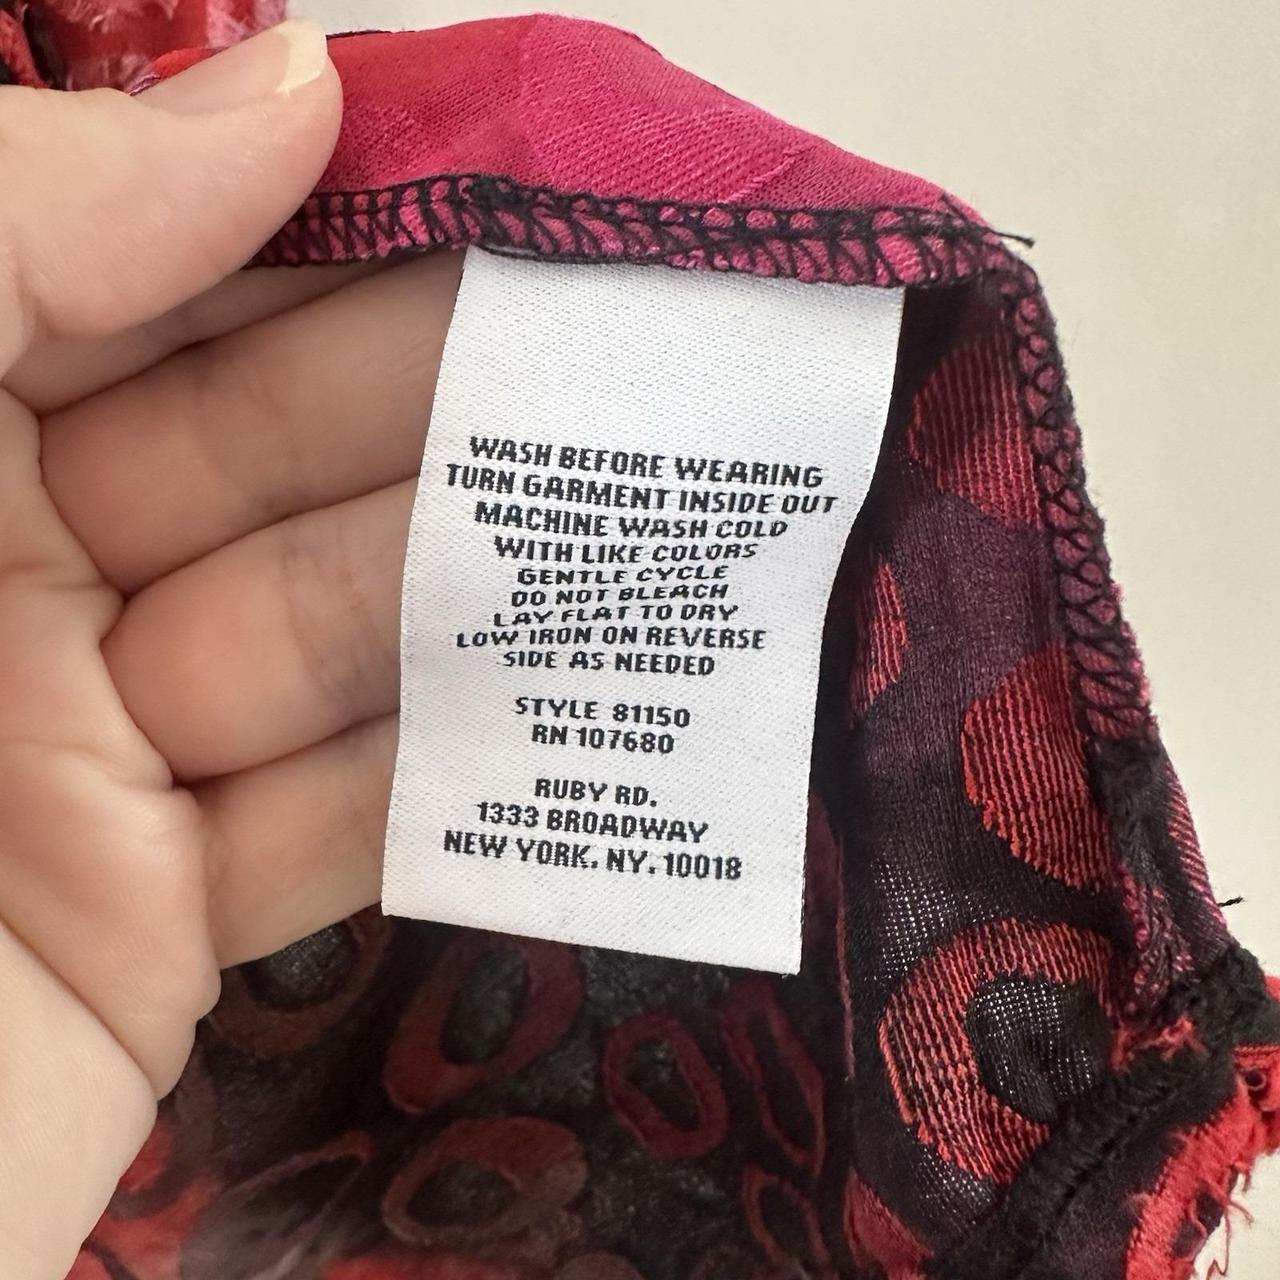 WASH BEFORE WEARING
TURN GARMENT INSIDE OUT
MACHINE WASH COLD
WITH LIKE COLORS
GENTLE CYCLE
DO NOT BLEACH
LAY FLAT TO DRY
LOW IRON ON REVERSE
SIDE AS NEEDED
STYLE 81150
RN 107680
RUBY RD.
1333 BROADWAY
NEW YORK. NY. 10018